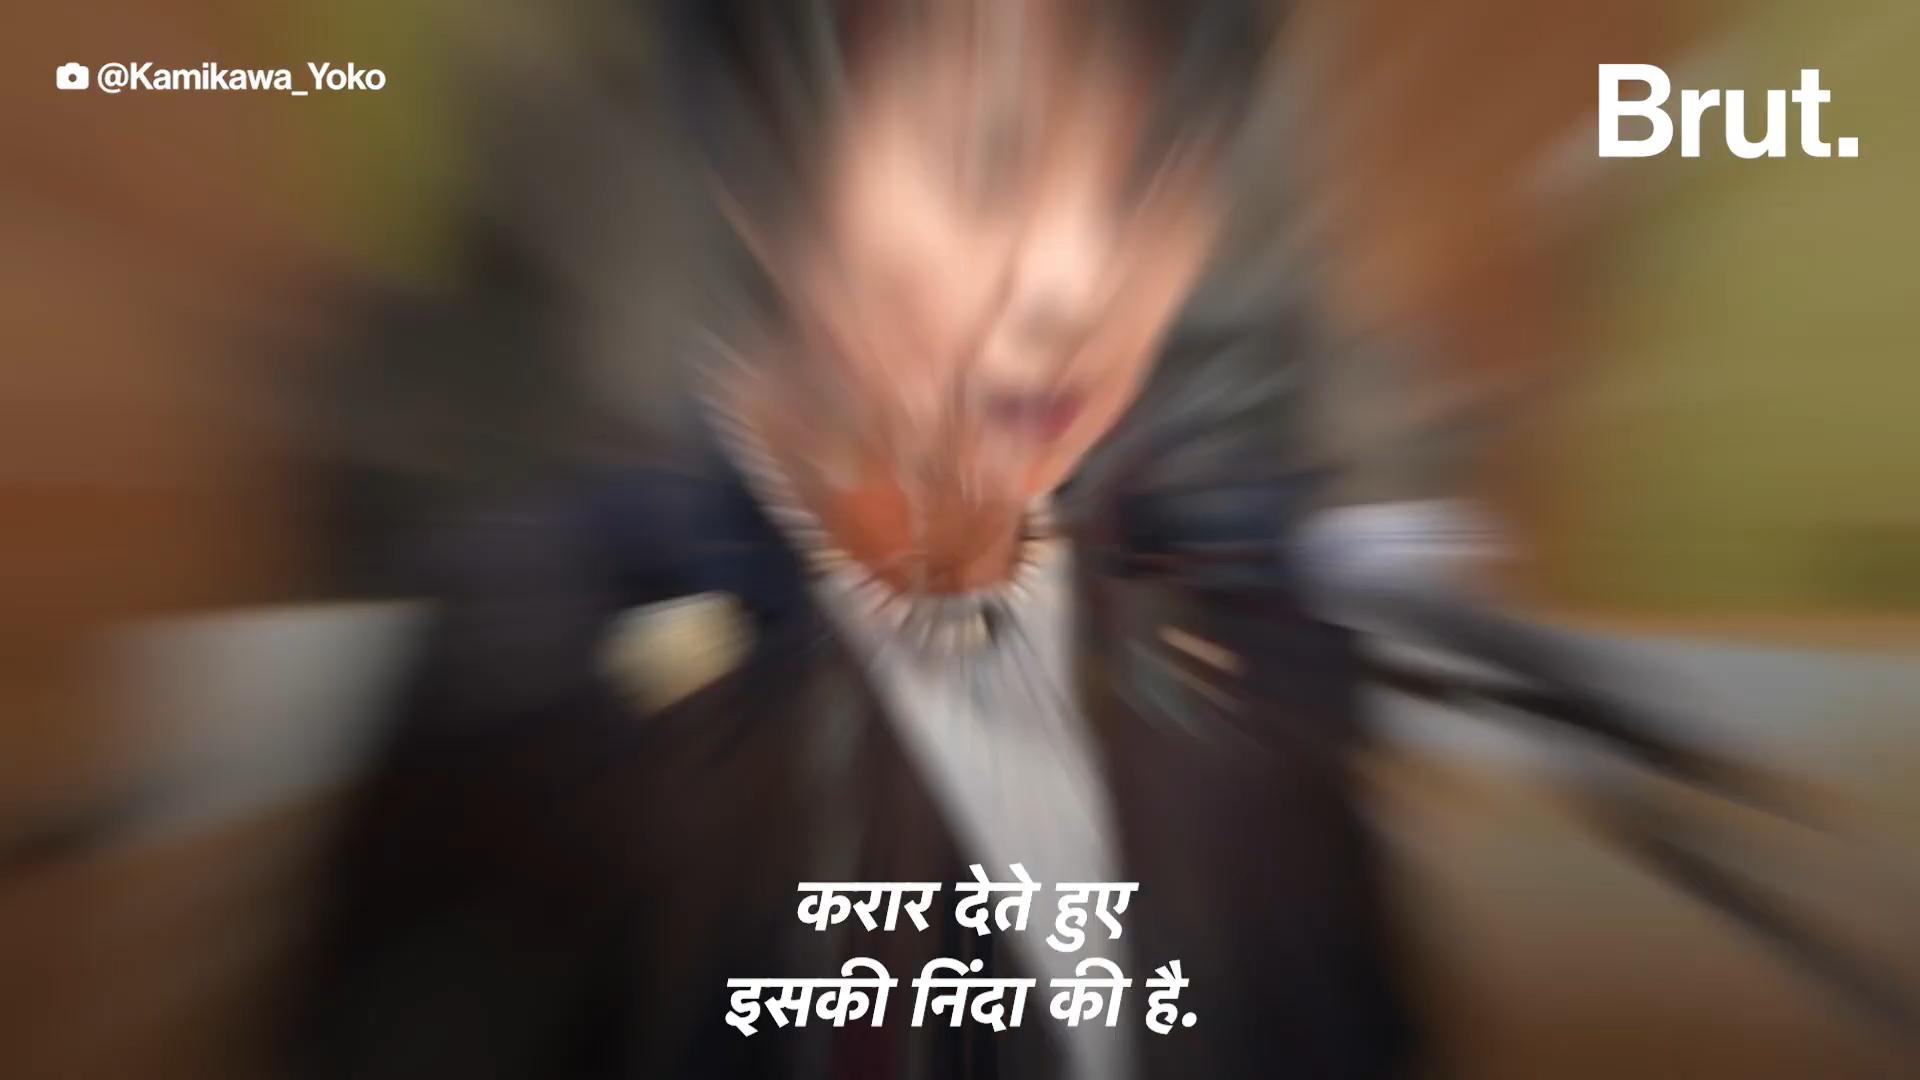 @Kamikawa_Yoko
Brut.
करार देते हुए
इसकी निंदा की है.